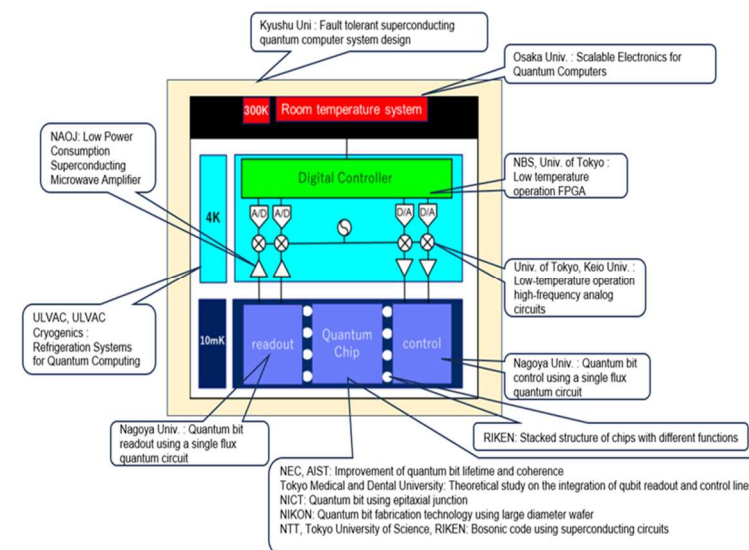 Kyushu Uni : Fault tolerant superconducting
quantum computer system design
Osaka Univ. : Scalable Electronics for
Quantum Computers
300K
Room temperature system
NAOJ: Low Power
Consumption
Superconducting
Microwave Amplifier
NBS, Univ. of Tokyo :
Low temperature
operation FPGA
Digital Controller
4K
A/D
A/D
D/A
D/A
Univ. of Tokyo, Keio Univ. :
Low-temperature operation
high-frequency analog
circuits
ULVAC, ULVAC
Cryogenics :
Refrigeration Systems
for Quantum Computing
10mK
readout
Quantum
Chip
control
Nagoya Univ. : Quantum bit
control using a single flux
quantum circuit
Nagoya Univ. : Quantum bit
readout using a single flux
quantum circuit
RIKEN: Stacked structure of chips with different functions
NEC, AIST: Improvement of quantum bit lifetime and coherence
Tokyo Medical and Dental University: Theoretical study on the integration of qubit readout and control line
NICT: Quantum bit using epitaxial junction
NIKON: Quantum bit fabrication technology using large diameter wafer
NTT, Tokyo University of Science, RIKEN: Bosonic code using superconducting circuits